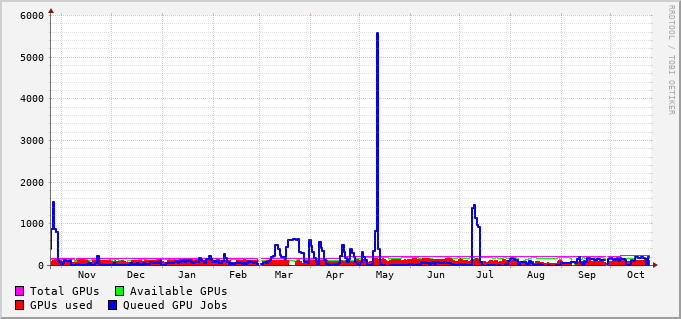 RRDTOOL / TOBI OETIKER
6000
5000
4000
3000
2000
1000
0
Nov Dec Jan Feb Mar Apr May Jun Jul Aug Sep Oct
Total GPUs Available GPUs
GPUs used Queued GPU Jobs